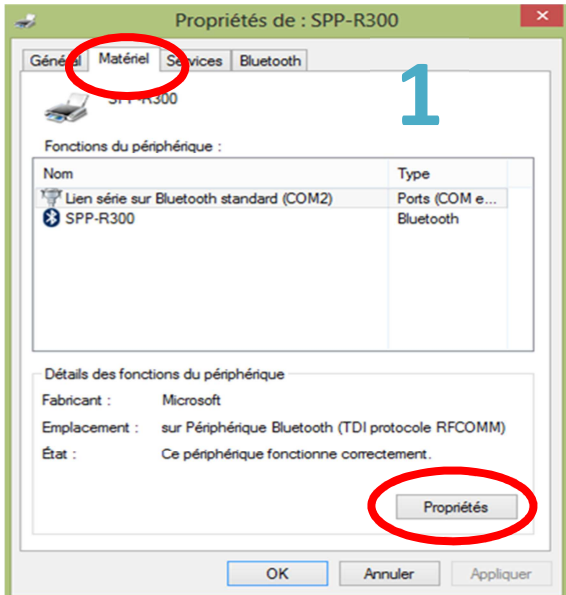 Propriétés de : SPP-R300
Général Matériel Services Bluetooth
1
SPP-R300
Fonctions du périphérique :
Nom Type
Lien série sur Bluetooth standard (COM2) Ports (COM e...
SPP-R300 Bluetooth
Détails des fonctions du périphérique
Fabricant : Microsoft
Emplacement : sur Périphérique Bluetooth (TDI protocole RFCOMM)
État : Ce périphérique fonctionne correctement.
Propriétés
OK Annuler Appliquer